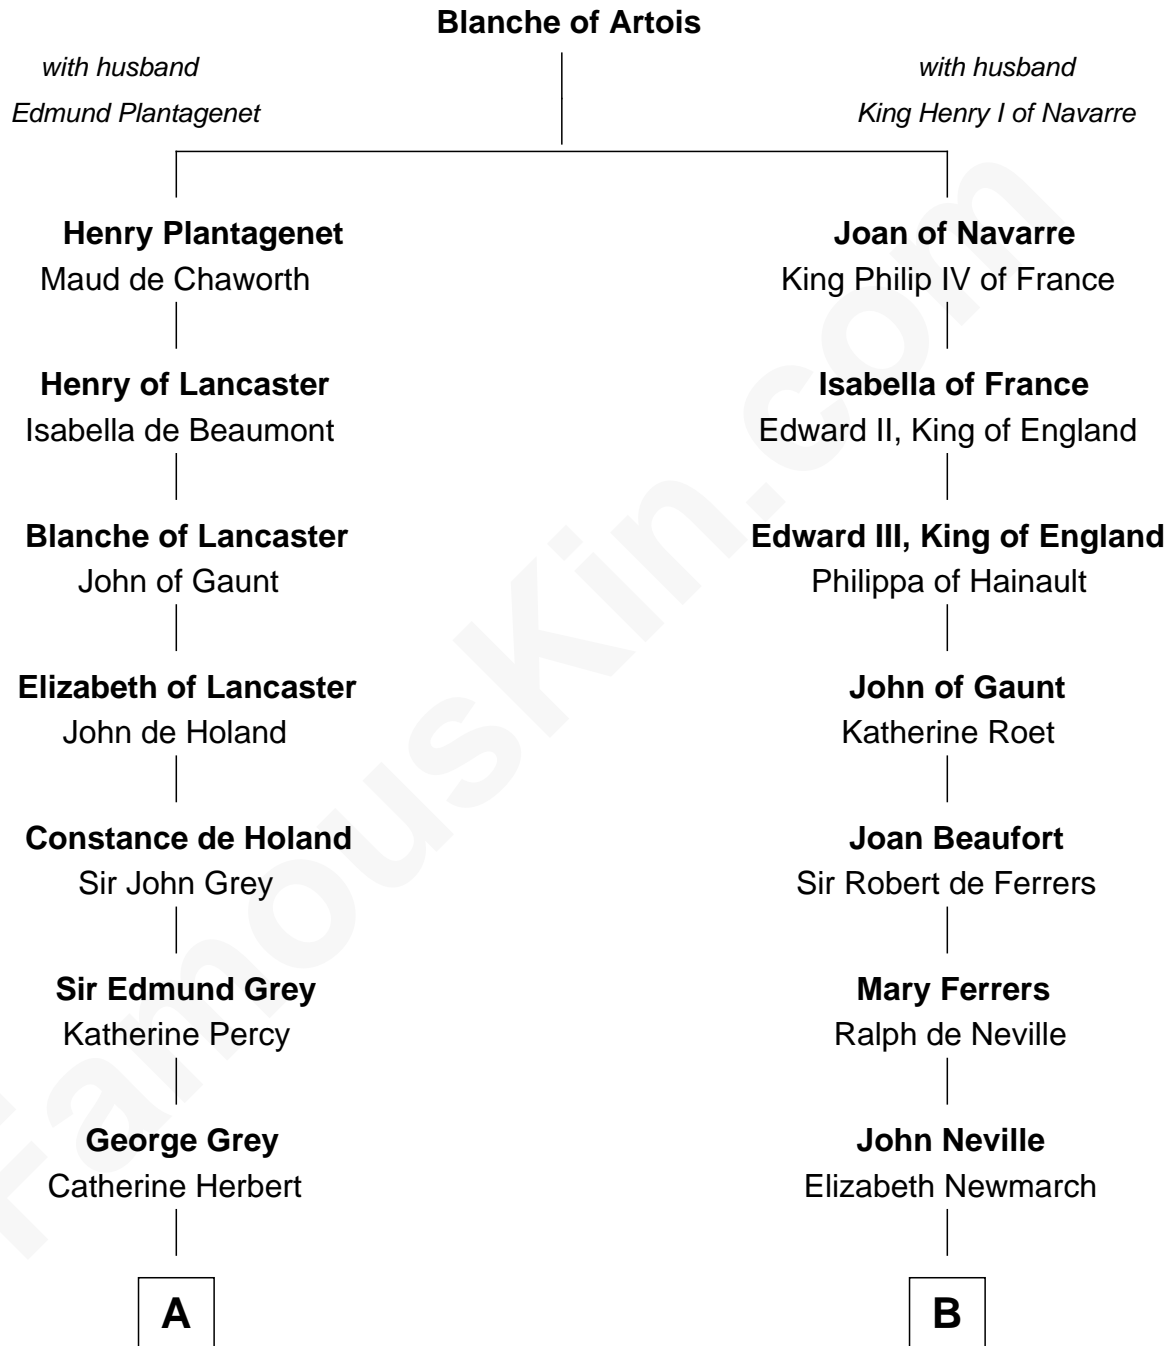 Blanche of Artois
with husband
Edmund Plantagenet
with husband
King Henry I of Navarre
Henry Plantagenet
Maud de Chaworth
Joan of Navarre
King Philip IV of France
Henry of Lancaster
Isabella de Beaumont
Isabella of France
Edward II, King of England
Blanche of Lancaster
John of Gaunt
Edward III, King of England
Philippa of Hainault
Elizabeth of Lancaster
John de Holand
John of Gaunt
Katherine Roet
Constance de Holand
Sir John Grey
Joan Beaufort
Sir Robert de Ferrers
Sir Edmund Grey
Katherine Percy
Mary Ferrers
Ralph de Neville
George Grey
Catherine Herbert
John Neville
Elizabeth Newmarch
A
B
FamousKin.com